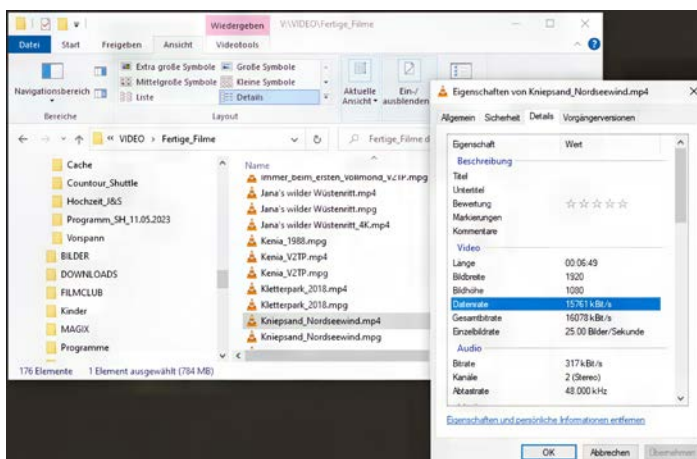 Wiedergeben V:\VIDEO\Fertige_Filme
Datei Start Freigeben Ansicht Videotools
Navigationsbereich
Extra große Symbole Große Symbole
Mittelgroße Symbole Kleine Symbole
Liste Details
Aktuelle Ansicht
Ein-/ ausblenden
Bereiche Layout
« VIDEO > Fertige_Filme
Fertige_Filme d
Cache
Countour_Shuttle
Hochzeit_J&S
Programm_SH_11.05.2023
Vorspann
BILDER
DOWNLOADS
FILMCLUB
Kinder
MAGIX
Programme
Name
Immer_beim_ersten_Vollmond_V2TP.mpg
Jana's wilder Wüstenritt.mp4
Jana's wilder Wüstenritt.mpg
Jana's wilder Wüstenritt_4K.mp4
Kenia_1988.mpg
Kenia_V2TP.mp4
Kenia_V2TP.mpg
Kletterpark_2018.mp4
Kletterpark_2018.mpg
Kniepsand_Nordseewind.mp4
Kniepsand_Nordseewind.mpg
176 Elemente 1 Element ausgewählt (784 MB)
Eigenschaften von Kniepsand_Nordseewind.mp4
Allgemein Sicherheit Details Vorgängerversionen
Eigenschaft Wert
Beschreibung
Titel
Untertitel
Bewertung
Markierungen
Kommentare
Video
Länge 00:06:49
Bildbreite 1920
Bildhöhe 1080
Datenrate 15761 kBit/s
Gesamtbitrate 16078 kBit/s
Einzelbildrate 25.00 Bilder/Sekunde
Audio
Bitrate 317 kBit/s
Kanäle 2 (Stereo)
Abtastrate 48.000 kHz
Eigenschaften und persönliche Informationen entfernen
OK Abbrechen Übernehmen